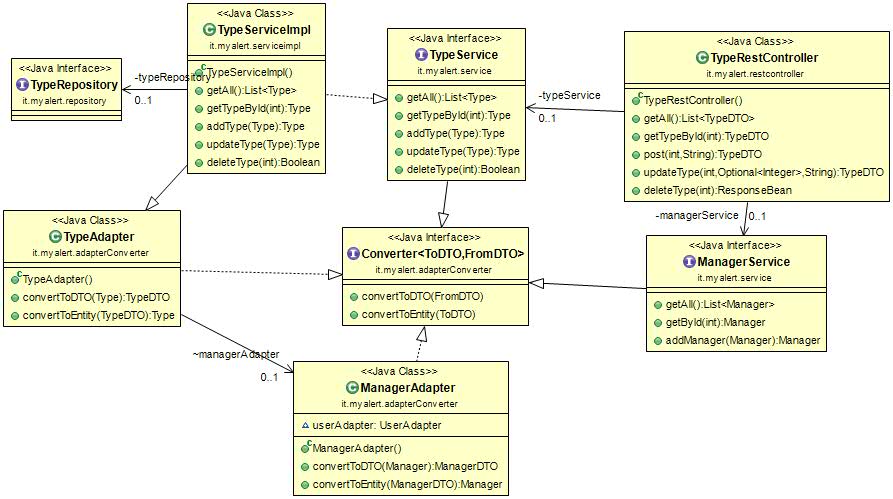 <<Java Class>>
TypeServiceImpl
it.myalert.serviceimpl
TypeServiceImpl()
getAll():List<Type>
getTypeById(int):Type
addType(Type):Type
updateType(Type):Type
deleteType(int):Boolean
<<Java Interface>>
TypeRepository
it.myalert.repository
-typeRepository
0..1
<<Java Interface>>
TypeService
it.myalert.service
getAll():List<Type>
getTypeById(int):Type
addType(Type):Type
updateType(Type):Type
deleteType(int):Boolean
-typeService
0..1
<<Java Class>>
TypeRestController
it.myalert.restcontroller
TypeRestController()
getAll():List<TypeDTO>
getTypeById(int):TypeDTO
post(int,String):TypeDTO
updateType(int,Optional<Integer>,String):TypeDTO
deleteType(int):ResponseBean
-managerService
0..1
<<Java Class>>
TypeAdapter
it.myalert.adapterConverter
TypeAdapter()
convertToDTO(Type):TypeDTO
convertToEntity(TypeDTO):Type
<<Java Interface>>
Converter<ToDTO,FromDTO>
it.myalert.adapterConverter
convertToDTO(FromDTO)
convertToEntity(ToDTO)
<<Java Interface>>
ManagerService
it.myalert.service
getAll():List<Manager>
getById(int):Manager
addManager(Manager):Manager
~managerAdapter
0..1
<<Java Class>>
ManagerAdapter
it.myalert.adapterConverter
userAdapter: UserAdapter
ManagerAdapter()
convertToDTO(Manager):ManagerDTO
convertToEntity(ManagerDTO):Manager